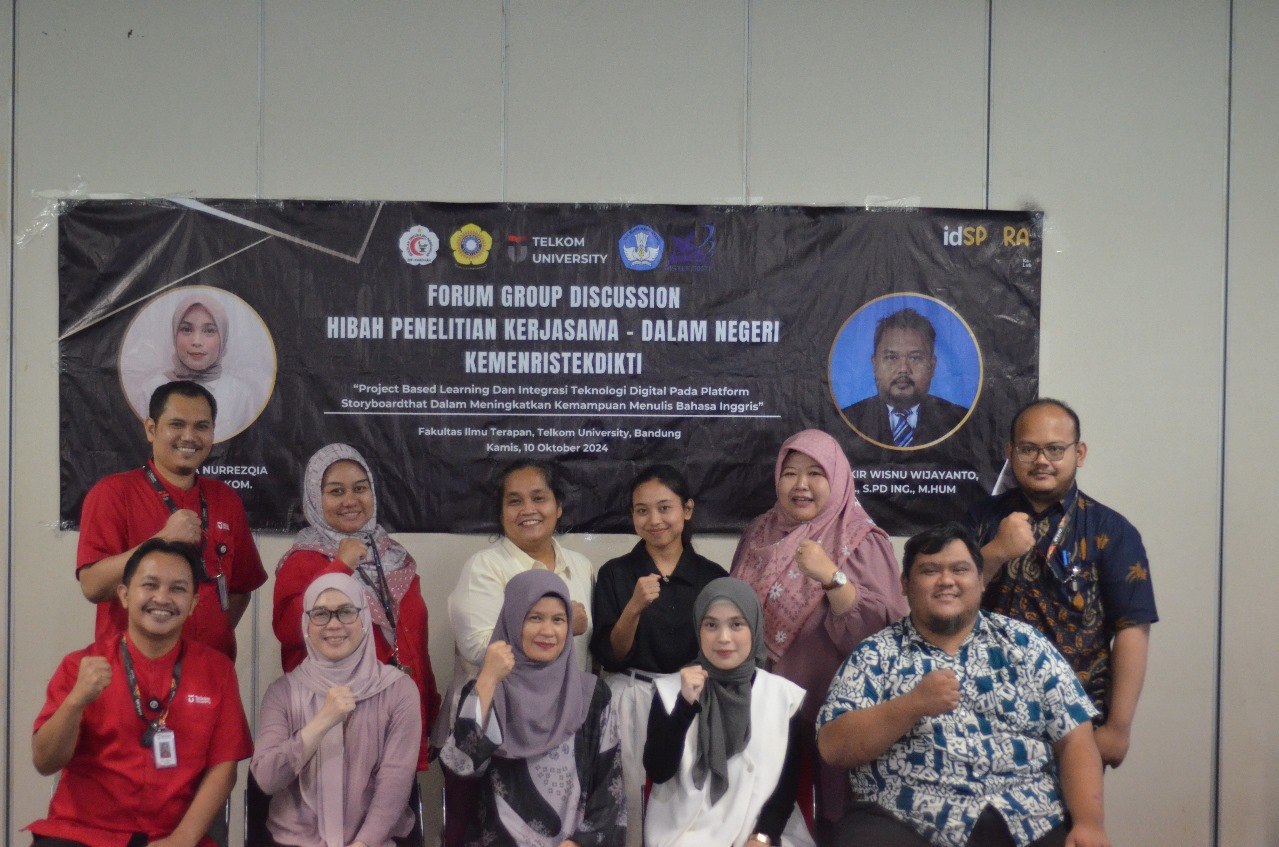 TELKOM
UNIVERSITY
idSP RA
FORUM GROUP DISCUSSION
HIBAH PENELITIAN KERJASAMA - DALAM NEGERI
KEMENRISTEKDIKTI
“Project Based Learning Dan Integrasi Teknologi Digital Pada Platform
Storyboardthat Dalam Meningkatkan Kemampuan Menulis Bahasa Inggris”
Fakultas Ilmu Terapan, Telkom University, Bandung
Kamis, 10 Oktober 2024
A NURREZQIA
KOM.
KIR WISNU WIJAYANTO,
., S.PD ING., M.HUM